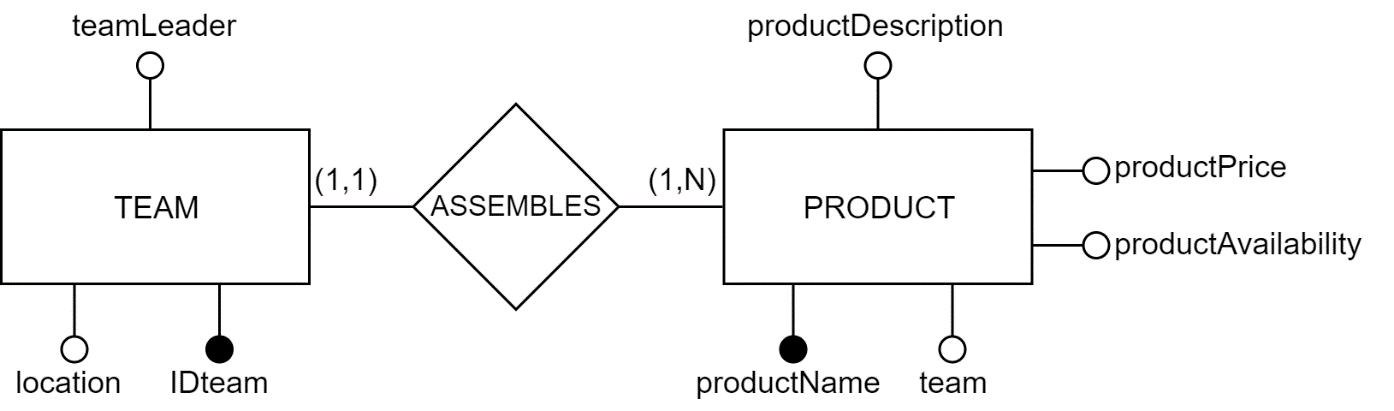 teamLeader
productDescription
TEAM
(1,1)
ASSEMBLES
(1,N)
PRODUCT
productPrice
productAvailability
location
IDteam
productName
team